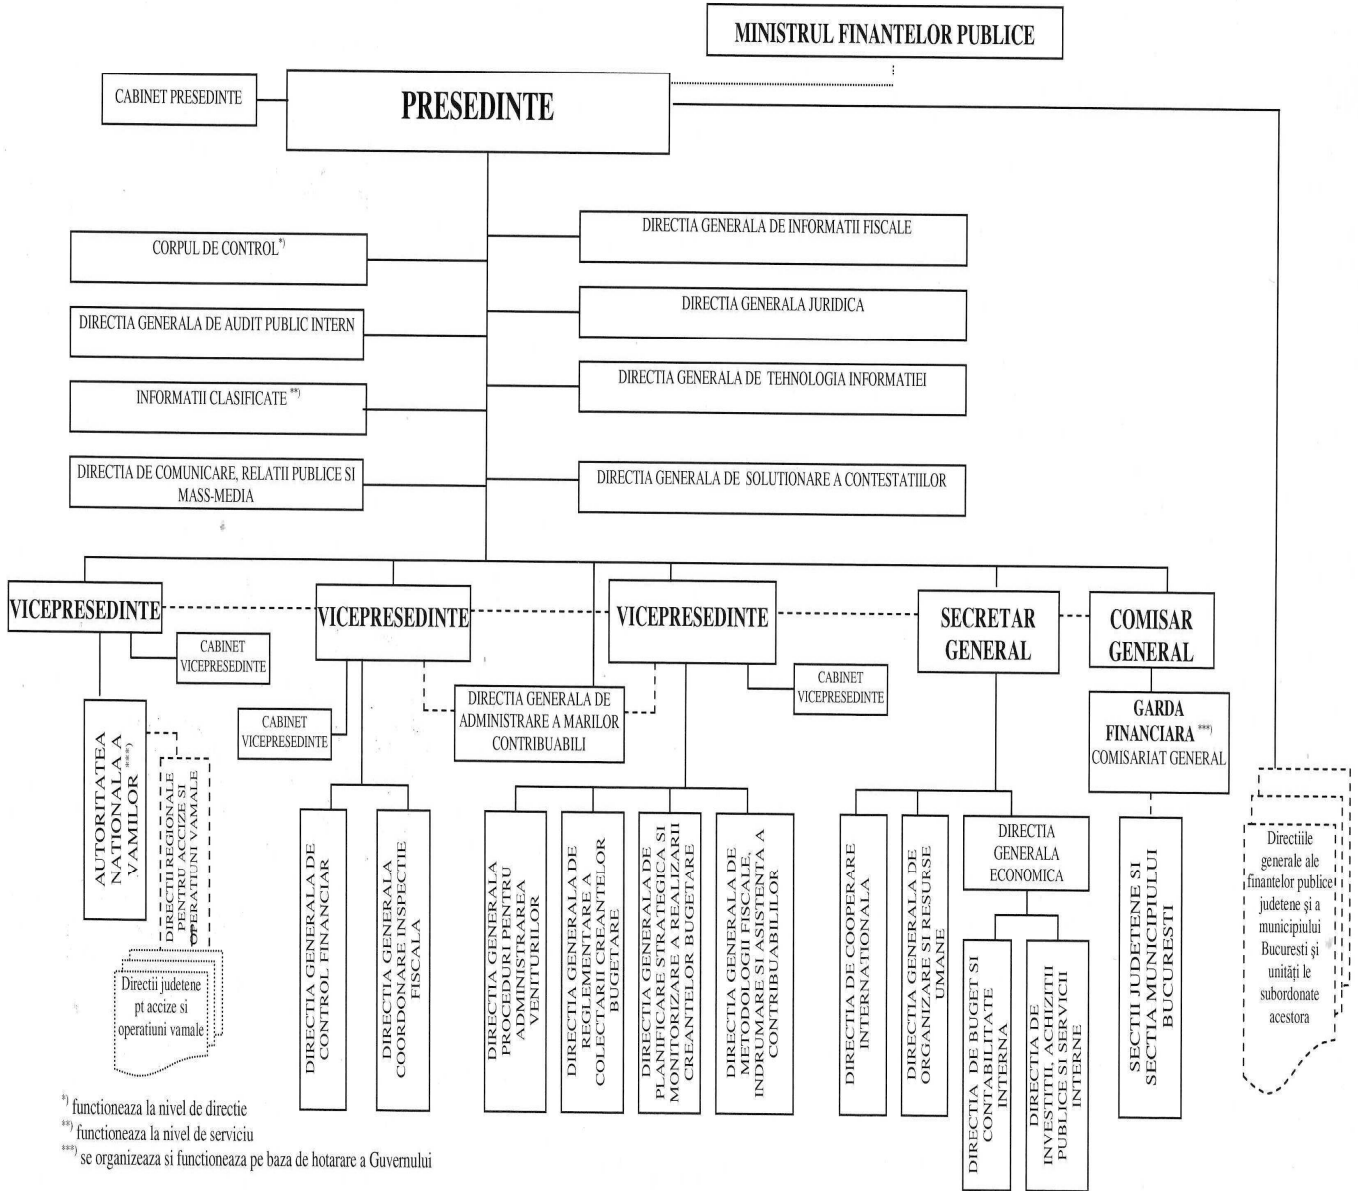 MINISTRUL FINANTELOR PUBLICE
CABINET PRESEDINTE
PRESEDINTE
CORPUL DE CONTROL*)
DIRECTIA GENERALA DE INFORMATII FISCALE
DIRECTIA GENERALA DE AUDIT PUBLIC INTERN
DIRECTIA GENERALA JURIDICA
INFORMATII CLASIFICATE **)
DIRECTIA GENERALA DE TEHNOLOGIA INFORMATIEI
DIRECTIA DE COMUNICARE, RELATII PUBLICE SI
MASS-MEDIA
DIRECTIA GENERALA DE SOLUTIONARE A CONTESTATIILOR
VICEPRESEDINTE
VICEPRESEDINTE
VICEPRESEDINTE
SECRETAR
GENERAL
COMISAR
GENERAL
CABINET
VICEPRESEDINTE
CABINET
VICEPRESEDINTE
DIRECTIA GENERALA DE
ADMINISTRARE A MARILOR
CONTRIBUABILI
CABINET
VICEPRESEDINTE
GARDA
FINANCIARA ***)
COMISARIAT GENERAL
AUTORITATEA
NATIONALA A
VAMILOR ***)
DIRECTII REGIONALE
PENTRU ACCIZE SI
OPERATIUNI VAMALE
Directii judetene
pt accize si
operatiuni vamale
DIRECTIA GENERALA DE
CONTROL FINANCIAR
DIRECTIA GENERALA
COORDONARE INSPECTIE
FISCALA
DIRECTIA GENERALA
PROCEDURI PENTRU
ADMINISTRAREA
VENITURILOR
DIRECTIA GENERALA DE
REGLEMENTARE A
COLECTARII CREANTELOR
BUGETARE
DIRECTIA GENERALA DE
PLANIFICARE STRATEGICA SI
MONITORIZARE A REALIZARII
CREANTELOR BUGETARE
DIRECTIA GENERALA DE
METODOLOGII FISCALE,
INDRUMARE SI ASISTENTA A
CONTRIBUABILILOR
DIRECTIA DE COOPERARE
INTERNATIONALA
DIRECTIA GENERALA DE
ORGANIZARE SI RESURSE
UMANE
DIRECTIA
GENERALA
ECONOMICA
DIRECTIA DE BUGET SI
CONTABILITATE
INTERNA
DIRECTIA DE
INVESTITII, ACHIZITII
PUBLICE SI SERVICII
INTERNE
SECTII JUDETENE SI
SECTIA MUNICIPIULUI
BUCURESTI
Directiile
generale ale
finantelor publice
judetene şi a
municipiului
Bucuresti şi
unităţi le
subordonate
acestora
*) functioneaza la nivel de directie
**) functioneaza la nivel de serviciu
***) se organizeaza si functioneaza pe baza de hotarare a Guvernului